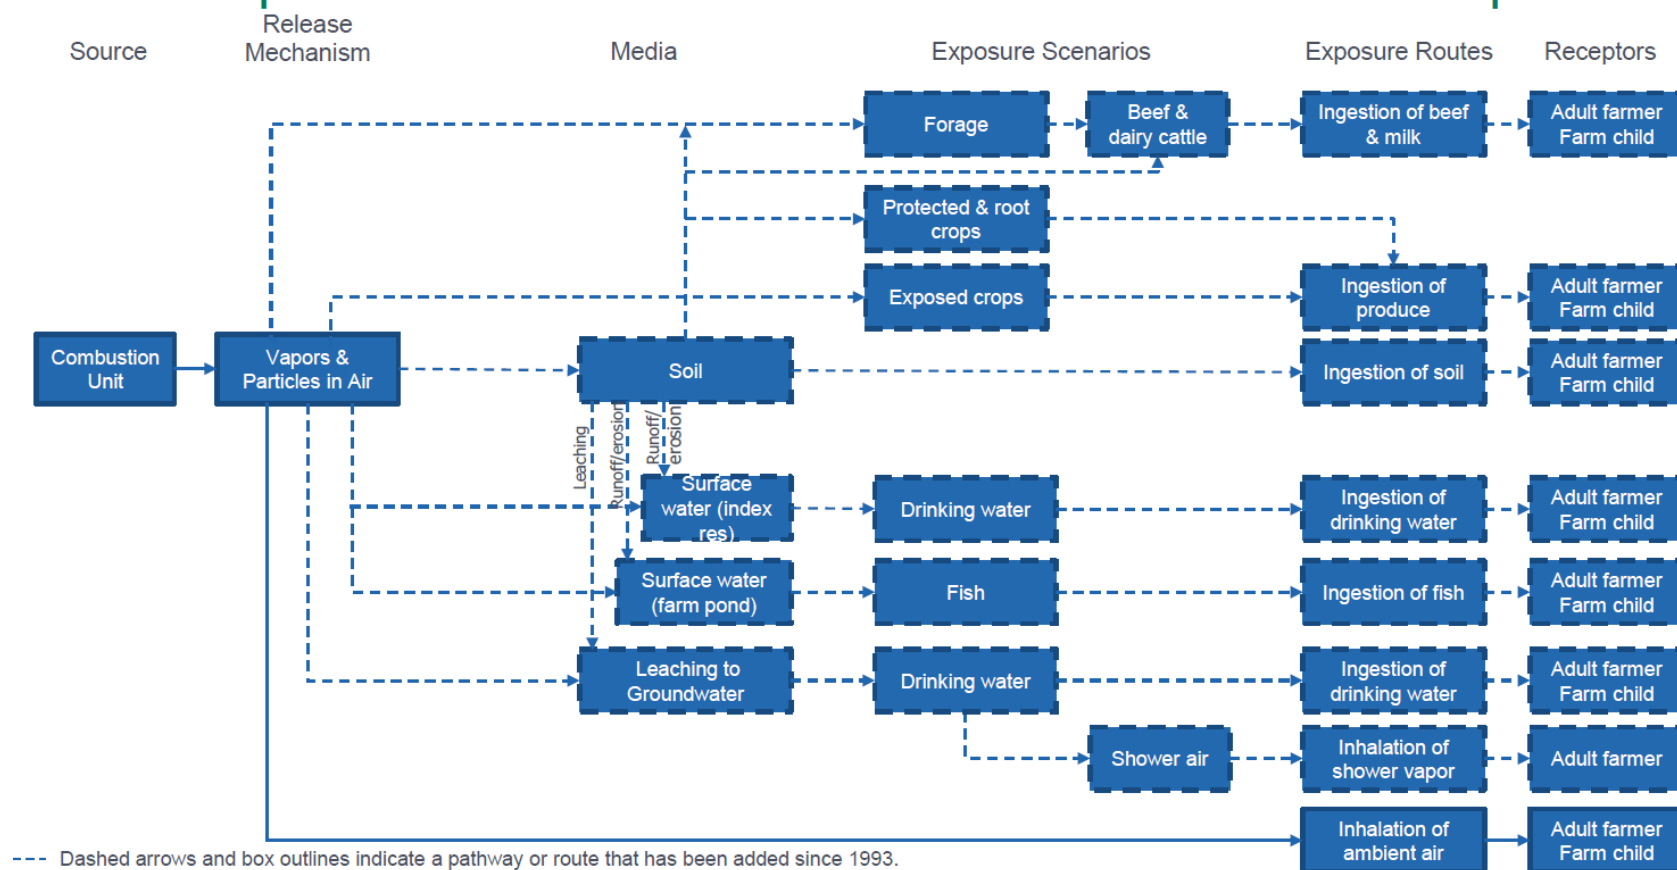 Source
Release
Mechanism
Media
Exposure Scenarios
Exposure Routes
Receptors
Forage
Beef &
dairy cattle
Ingestion of beef
& milk
Adult farmer
Farm child
Protected & root
crops
Exposed crops
Ingestion of
produce
Adult farmer
Farm child
Combustion
Unit
Vapors &
Particles in Air
Soil
Ingestion of soil
Adult farmer
Farm child
Leaching
Runoff/erosion
Runoff/
erosion
Surface
water (index
res)
Drinking water
Ingestion of
drinking water
Adult farmer
Farm child
Surface water
(farm pond)
Fish
Ingestion of fish
Adult farmer
Farm child
Leaching to
Groundwater
Drinking water
Ingestion of
drinking water
Adult farmer
Farm child
Shower air
Inhalation of
shower vapor
Adult farmer
Inhalation of
ambient air
Adult farmer
Farm child
Dashed arrows and box outlines indicate a pathway or route that has been added since 1993.